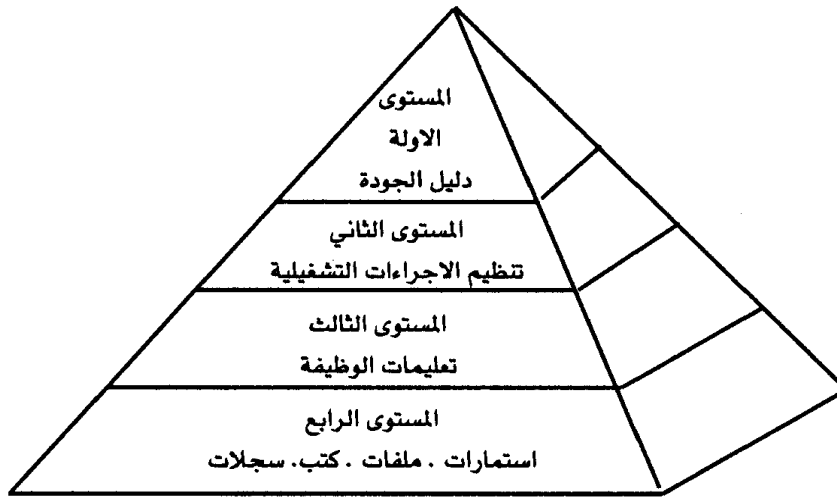 المستوى
الاولة
دليل الجودة
المستوى الثاني
تنظيم الاجراءات التشغيلية
المستوى الثالث
تعليمات الوظيفة
المستوى الرابع
استمارات . ملفات . كتب . سجلات